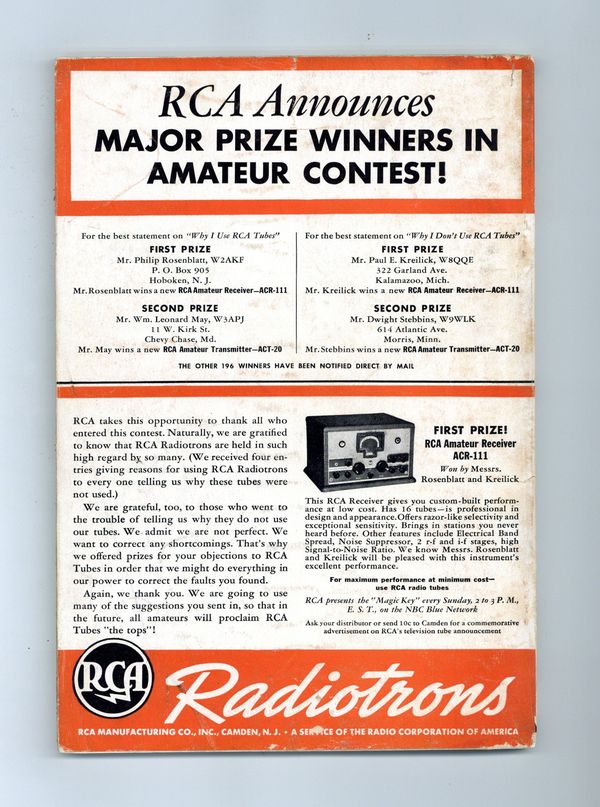 RCA Announces
MAJOR PRIZE WINNERS IN
AMATEUR CONTEST!
For the best statement on "Why I Use RCA Tubes"
FIRST PRIZE
Mr. Philip Rosenblatt, W2AKF
P. O. Box 905
Hoboken, N. J.
Mr. Rosenblatt wins a new RCA Amateur Receiver—ACR-111
SECOND PRIZE
Mr. Wm. Leonard May, W3APJ
11 W. Kirk St.
Chevy Chase, Md.
Mr. May wins a new RCA Amateur Transmitter—ACT-20
For the best statement on "Why I Don't Use RCA Tubes"
FIRST PRIZE
Mr. Paul E. Kreilick, W8QQE
322 Garland Ave.
Kalamazoo, Mich.
Mr. Kreilick wins a new RCA Amateur Receiver—ACR-111
SECOND PRIZE
Mr. Dwight Stebbins, W9WLK
614 Atlantic Ave.
Morris, Minn.
Mr. Stebbins wins a new RCA Amateur Transmitter—ACT-20
THE OTHER 196 WINNERS HAVE BEEN NOTIFIED DIRECT BY MAIL
RCA takes this opportunity to thank all who
entered this contest. Naturally, we are gratified
to know that RCA Radiotrons are held in such
high regard by so many. (We received four en-
tries giving reasons for using RCA Radiotrons
to every one telling us why these tubes were
not used.)
We are grateful, too, to those who went to
the trouble of telling us why they do not use
our tubes. We admit we are not perfect. We
want to correct any shortcomings. That's why
we offered prizes for your objections to RCA
Tubes in order that we might do everything in
our power to correct the faults you found.
Again, we thank you. We are going to use
many of the suggestions you sent in, so that in
the future, all amateurs will proclaim RCA
Tubes "the tops"!
FIRST PRIZE!
RCA Amateur Receiver
ACR-111
Won by Messrs.
Rosenblatt and Kreilick
This RCA Receiver gives you custom-built perform-
ance at low cost. Has 16 tubes—is professional in
design and appearance. Offers razor-like selectivity and
exceptional sensitivity. Brings in stations you never
heard before. Other features include Electrical Band
Spread, Noise Suppressor, 2 r-f and i-f stages, high
Signal-to-Noise Ratio. We know Messrs. Rosenblatt
and Kreilick will be pleased with this instrument's
excellent performance.
For maximum performance at minimum cost—
use RCA radio tubes
RCA presents the "Magic Key" every Sunday, 2 to 3 P. M.,
E. S. T., on the NBC Blue Network
Ask your distributor or send 10c to Camden for a commemorative
advertisement on RCA's television tube announcement
RCA
Radiotrons
RCA MANUFACTURING CO., INC., CAMDEN, N. J. • A SERVICE OF THE RADIO CORPORATION OF AMERICA